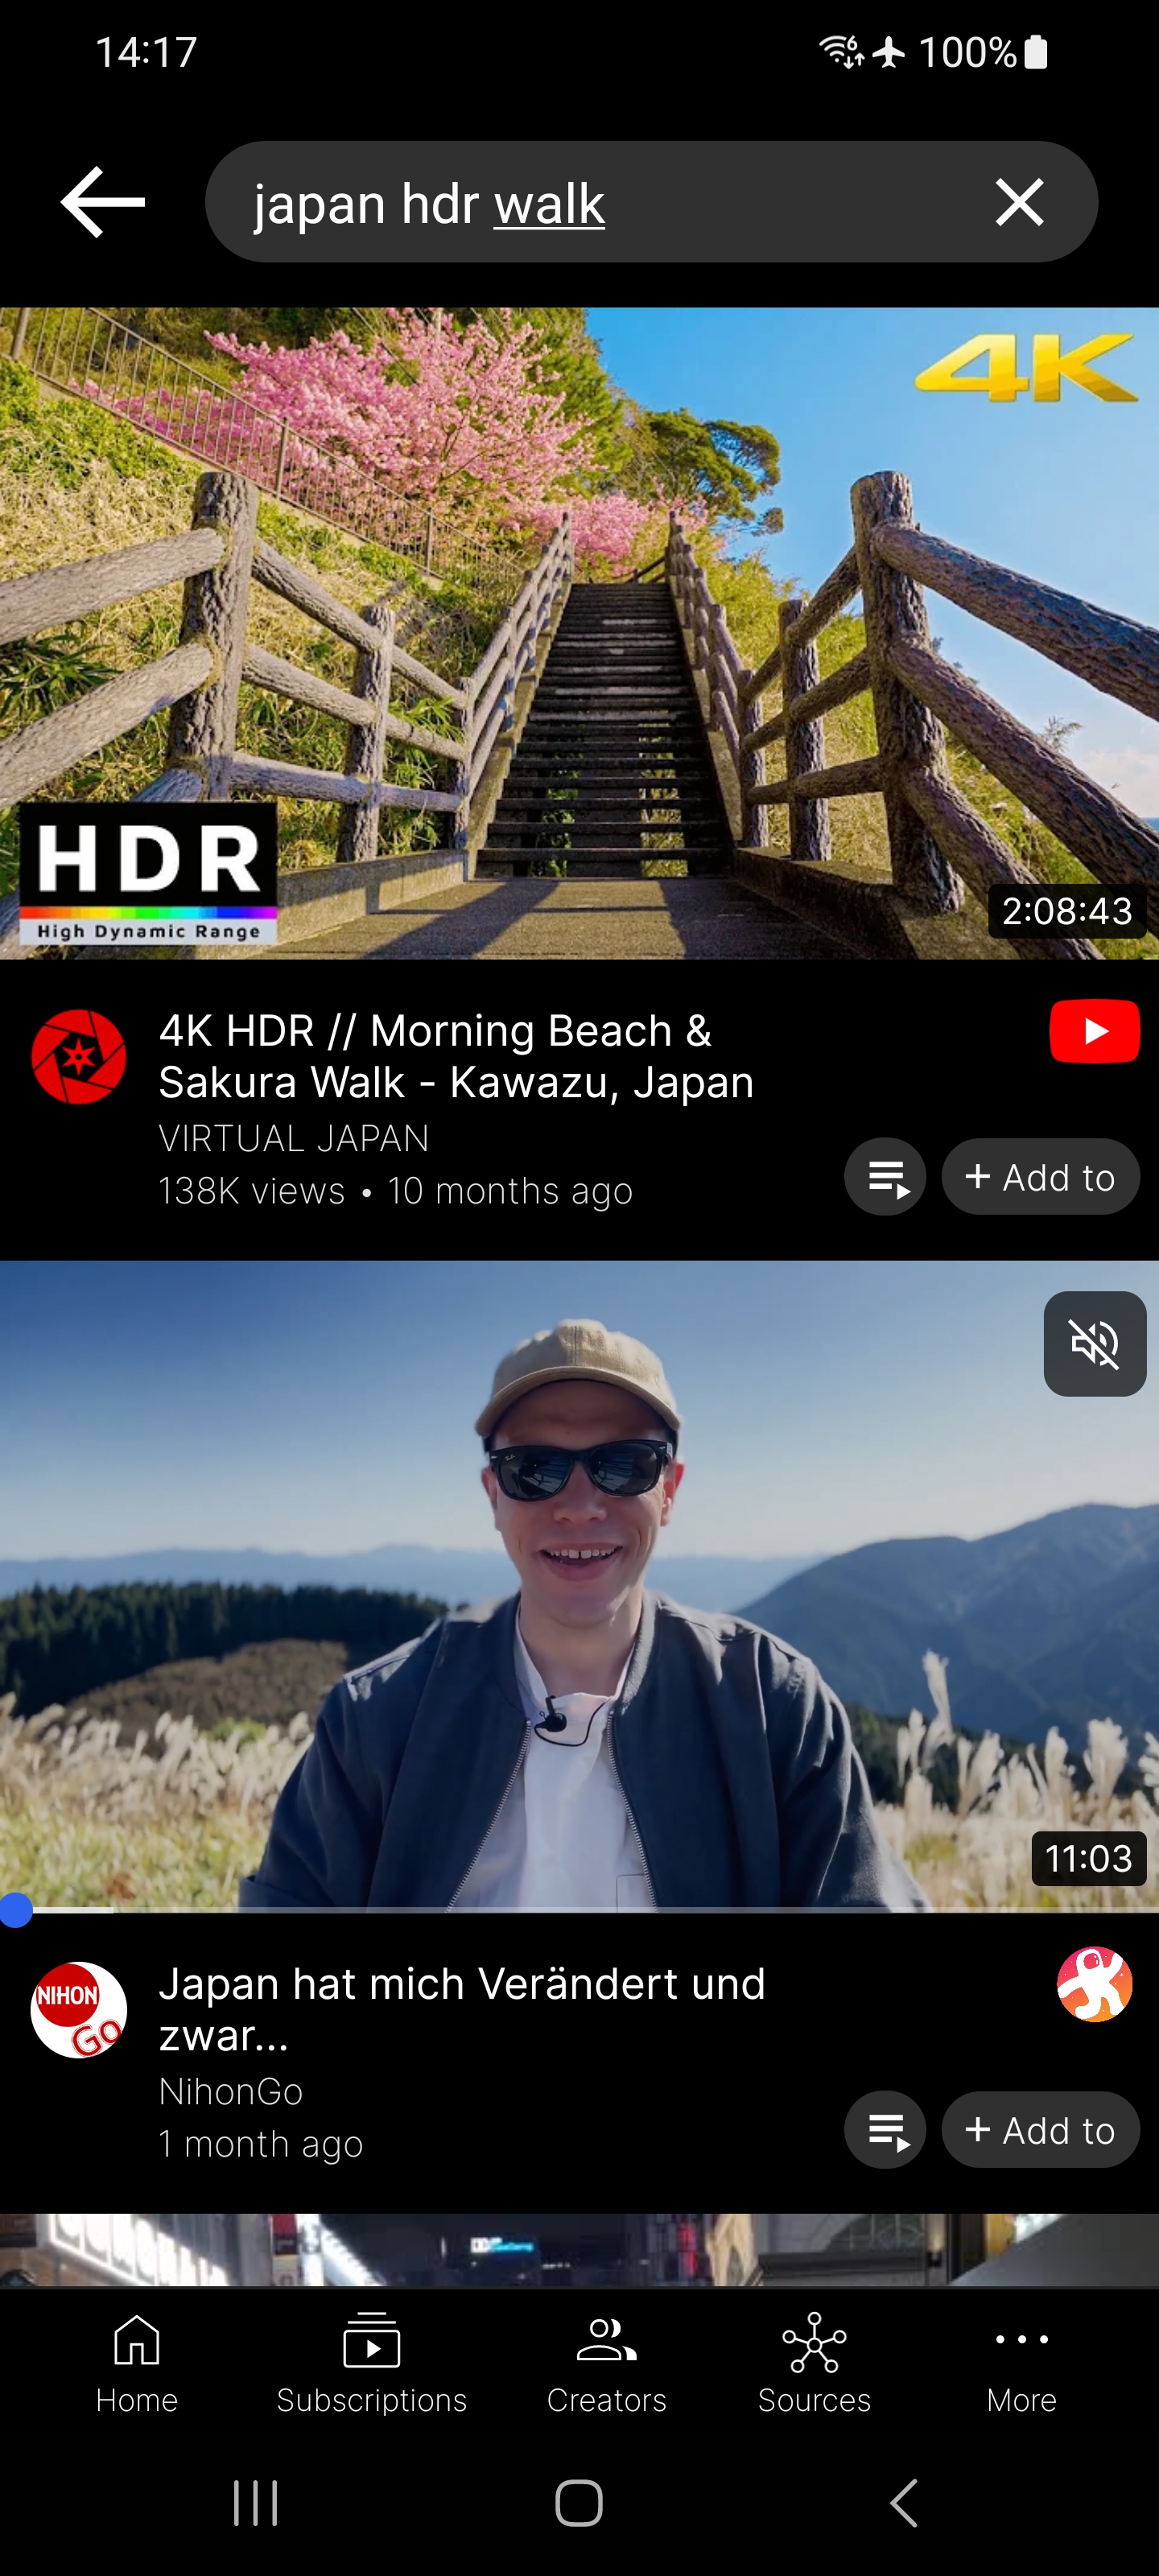 14:17
6
100%
japan hdr walk
4K
HDR
High Dynamic Range
2:08:43
4K HDR // Morning Beach &
Sakura Walk - Kawazu, Japan
VIRTUAL JAPAN
138K views • 10 months ago
+ Add to
11:03
NIHON
Go
Japan hat mich Verändert und
zwar...
NihonGo
1 month ago
+ Add to
Home
Subscriptions
Creators
Sources
More